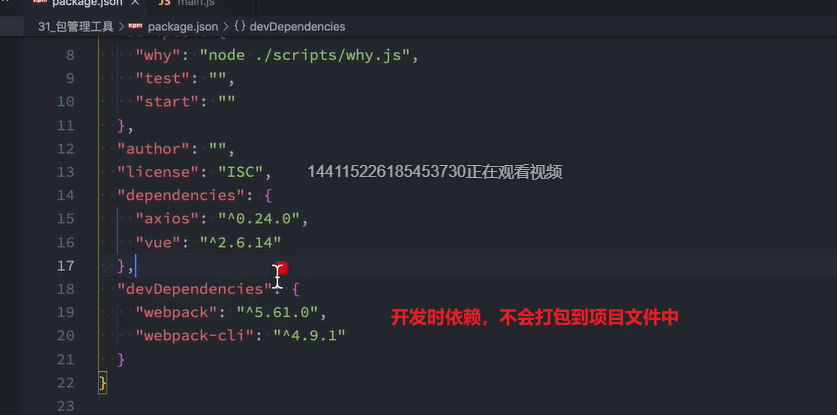 package.json × JS main.js
31_包管理工具 > package.json > { } devDependencies
8 "why": "node ./scripts/why.js",
9 "test": "",
10 "start": ""
11 },
12 "author": "",
13 "license": "ISC", 144115226185453730正在观看视频
14 "dependencies": {
15 "axios": "^0.24.0",
16 "vue": "^2.6.14"
17 },
18 "devDependencies": {
19 "webpack": "^5.61.0",
20 "webpack-cli": "^4.9.1"
开发时依赖，不会打包到项目文件中
21 }
22 }
23